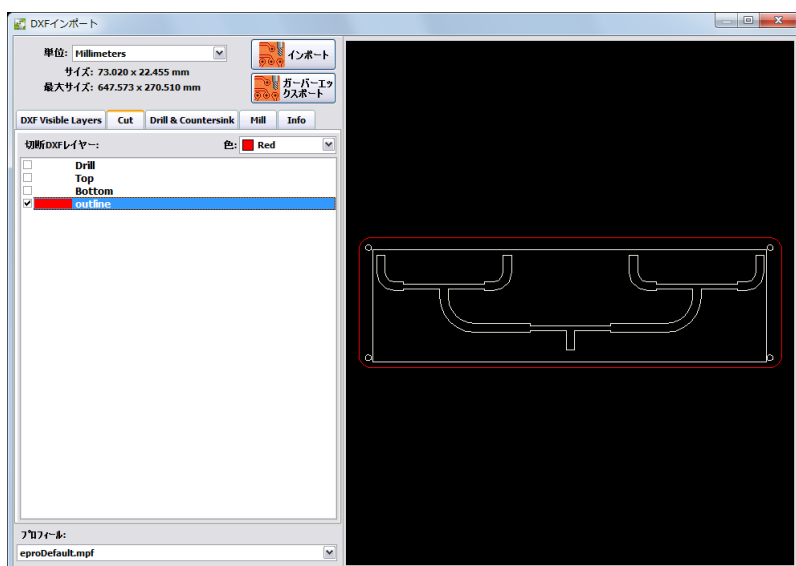 DXFインポート
単位: Millimeters
インポート
サイズ: 73.020 x 22.455 mm
最大サイズ: 647.573 x 270.510 mm
ガーバーエッ
クスポート
DXF Visible Layers Cut Drill & Countersink Mill Info
切断DXFレイヤー: 色: Red
Drill
Top
Bottom
outline
プロフィール:
eproDefault.mpf